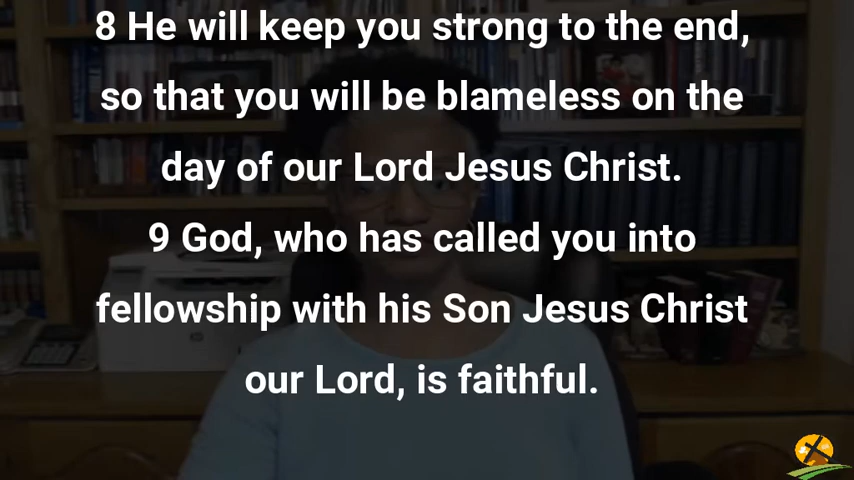 8 He will keep you strong to the end,
so that you will be blameless on the
day of our Lord Jesus Christ.
9 God, who has called you into
fellowship with his Son Jesus Christ
our Lord, is faithful.